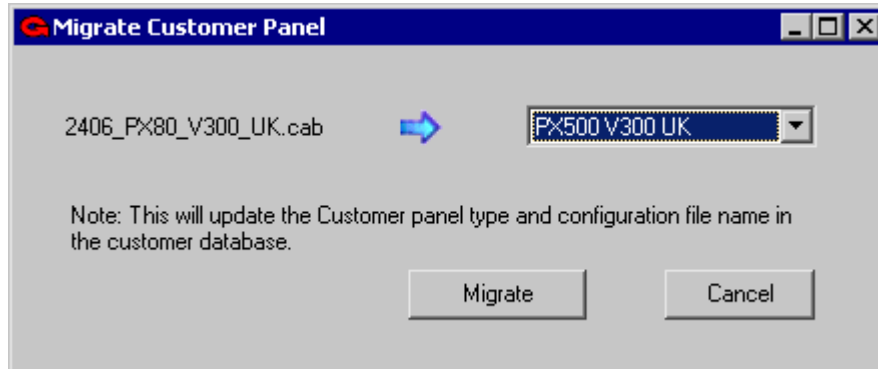 Migrate Customer Panel
2406_PX80_V300_UK.cab
PX500 V300 UK
Note: This will update the Customer panel type and configuration file name in
the customer database.
Migrate
Cancel